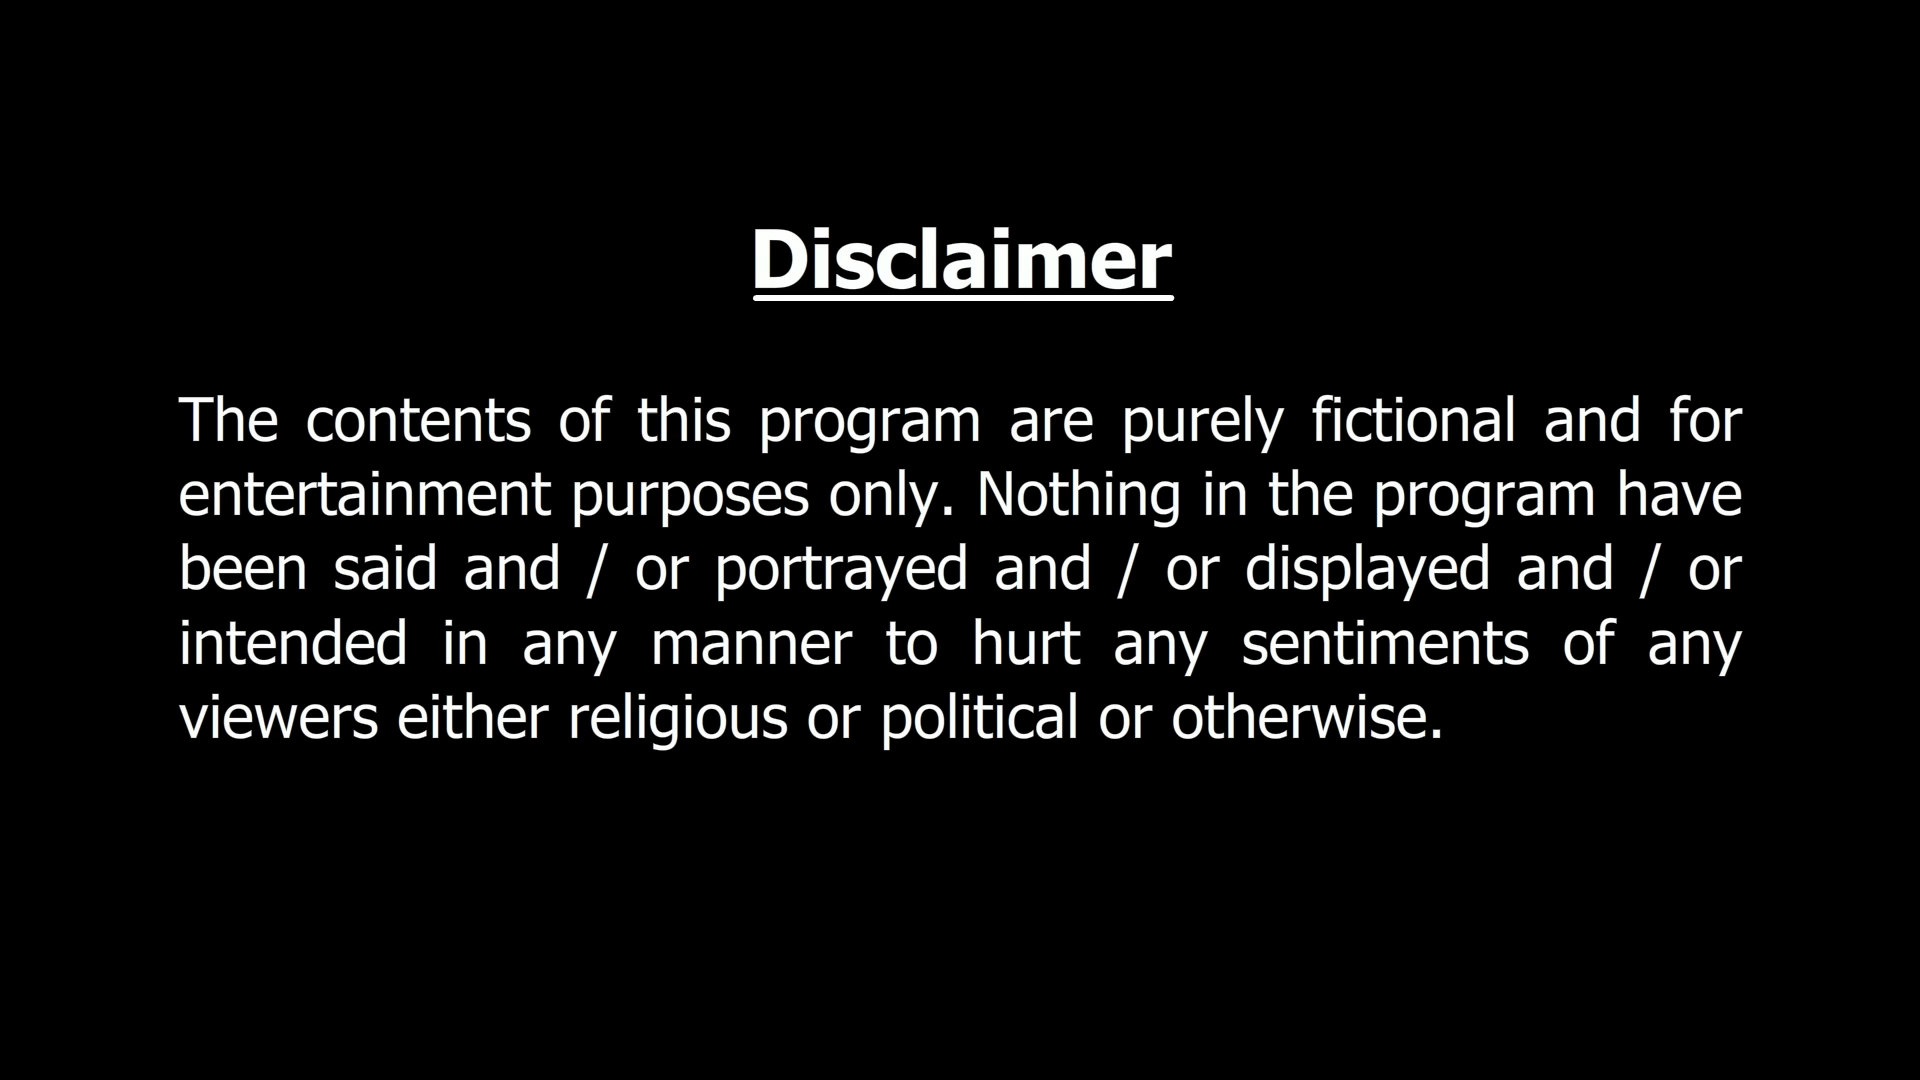 Disclaimer
The contents of this program are purely fictional and for
entertainment purposes only. Nothing in the program have
been said and / or portrayed and / or displayed and / or
intended in any manner to hurt any sentiments of any
viewers either religious or political or otherwise.